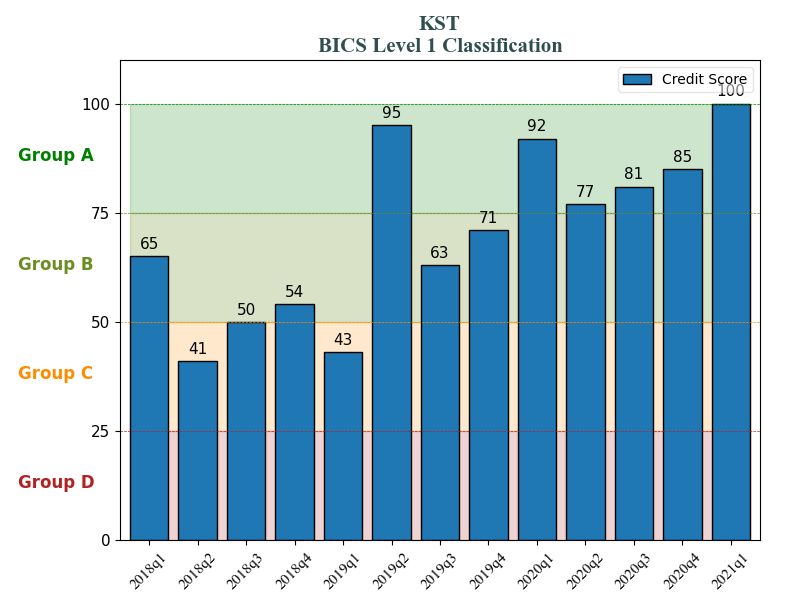 KST
BICS Level 1 Classification
Credit Score
100
75
50
25
0
Group A
Group B
Group C
Group D
65
41
50
54
43
95
63
71
92
77
81
85
100
2018q1
2018q2
2018q3
2018q4
2019q1
2019q2
2019q3
2019q4
2020q1
2020q2
2020q3
2020q4
2021q1